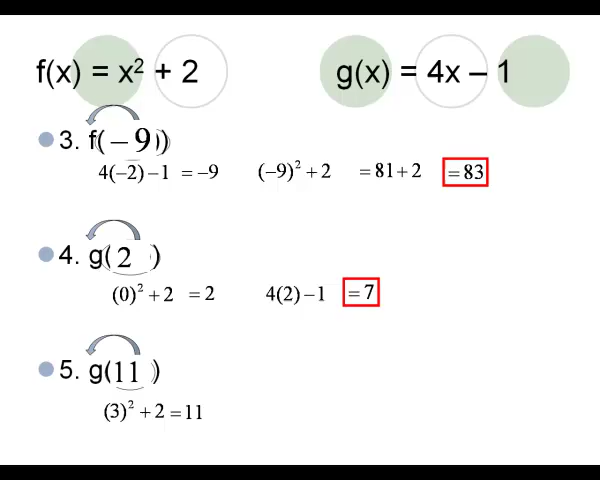 f(x) = x² + 2 g(x) = 4x – 1
3. f(−9))
4(−2)−1 = −9 (−9)² + 2 = 81+2 = 83
4. g(2 )
(0)² + 2 = 2 4(2)−1 = 7
5. g(11 )
(3)² + 2 = 11